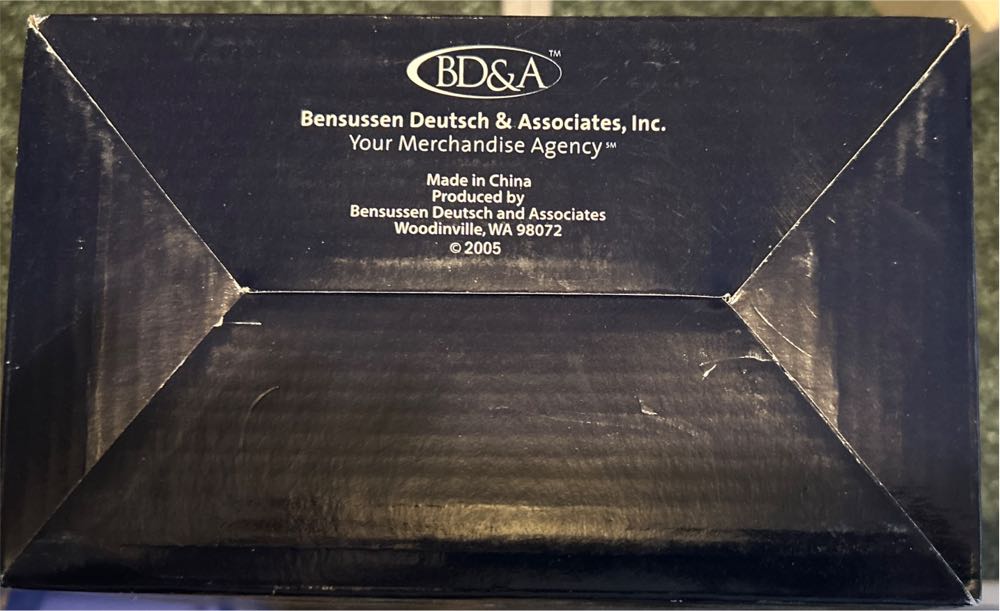 BD&A™
Bensussen Deutsch & Associates, Inc.
Your Merchandise Agency℠
Made in China
Produced by
Bensussen Deutsch and Associates
Woodinville, WA 98072
© 2005